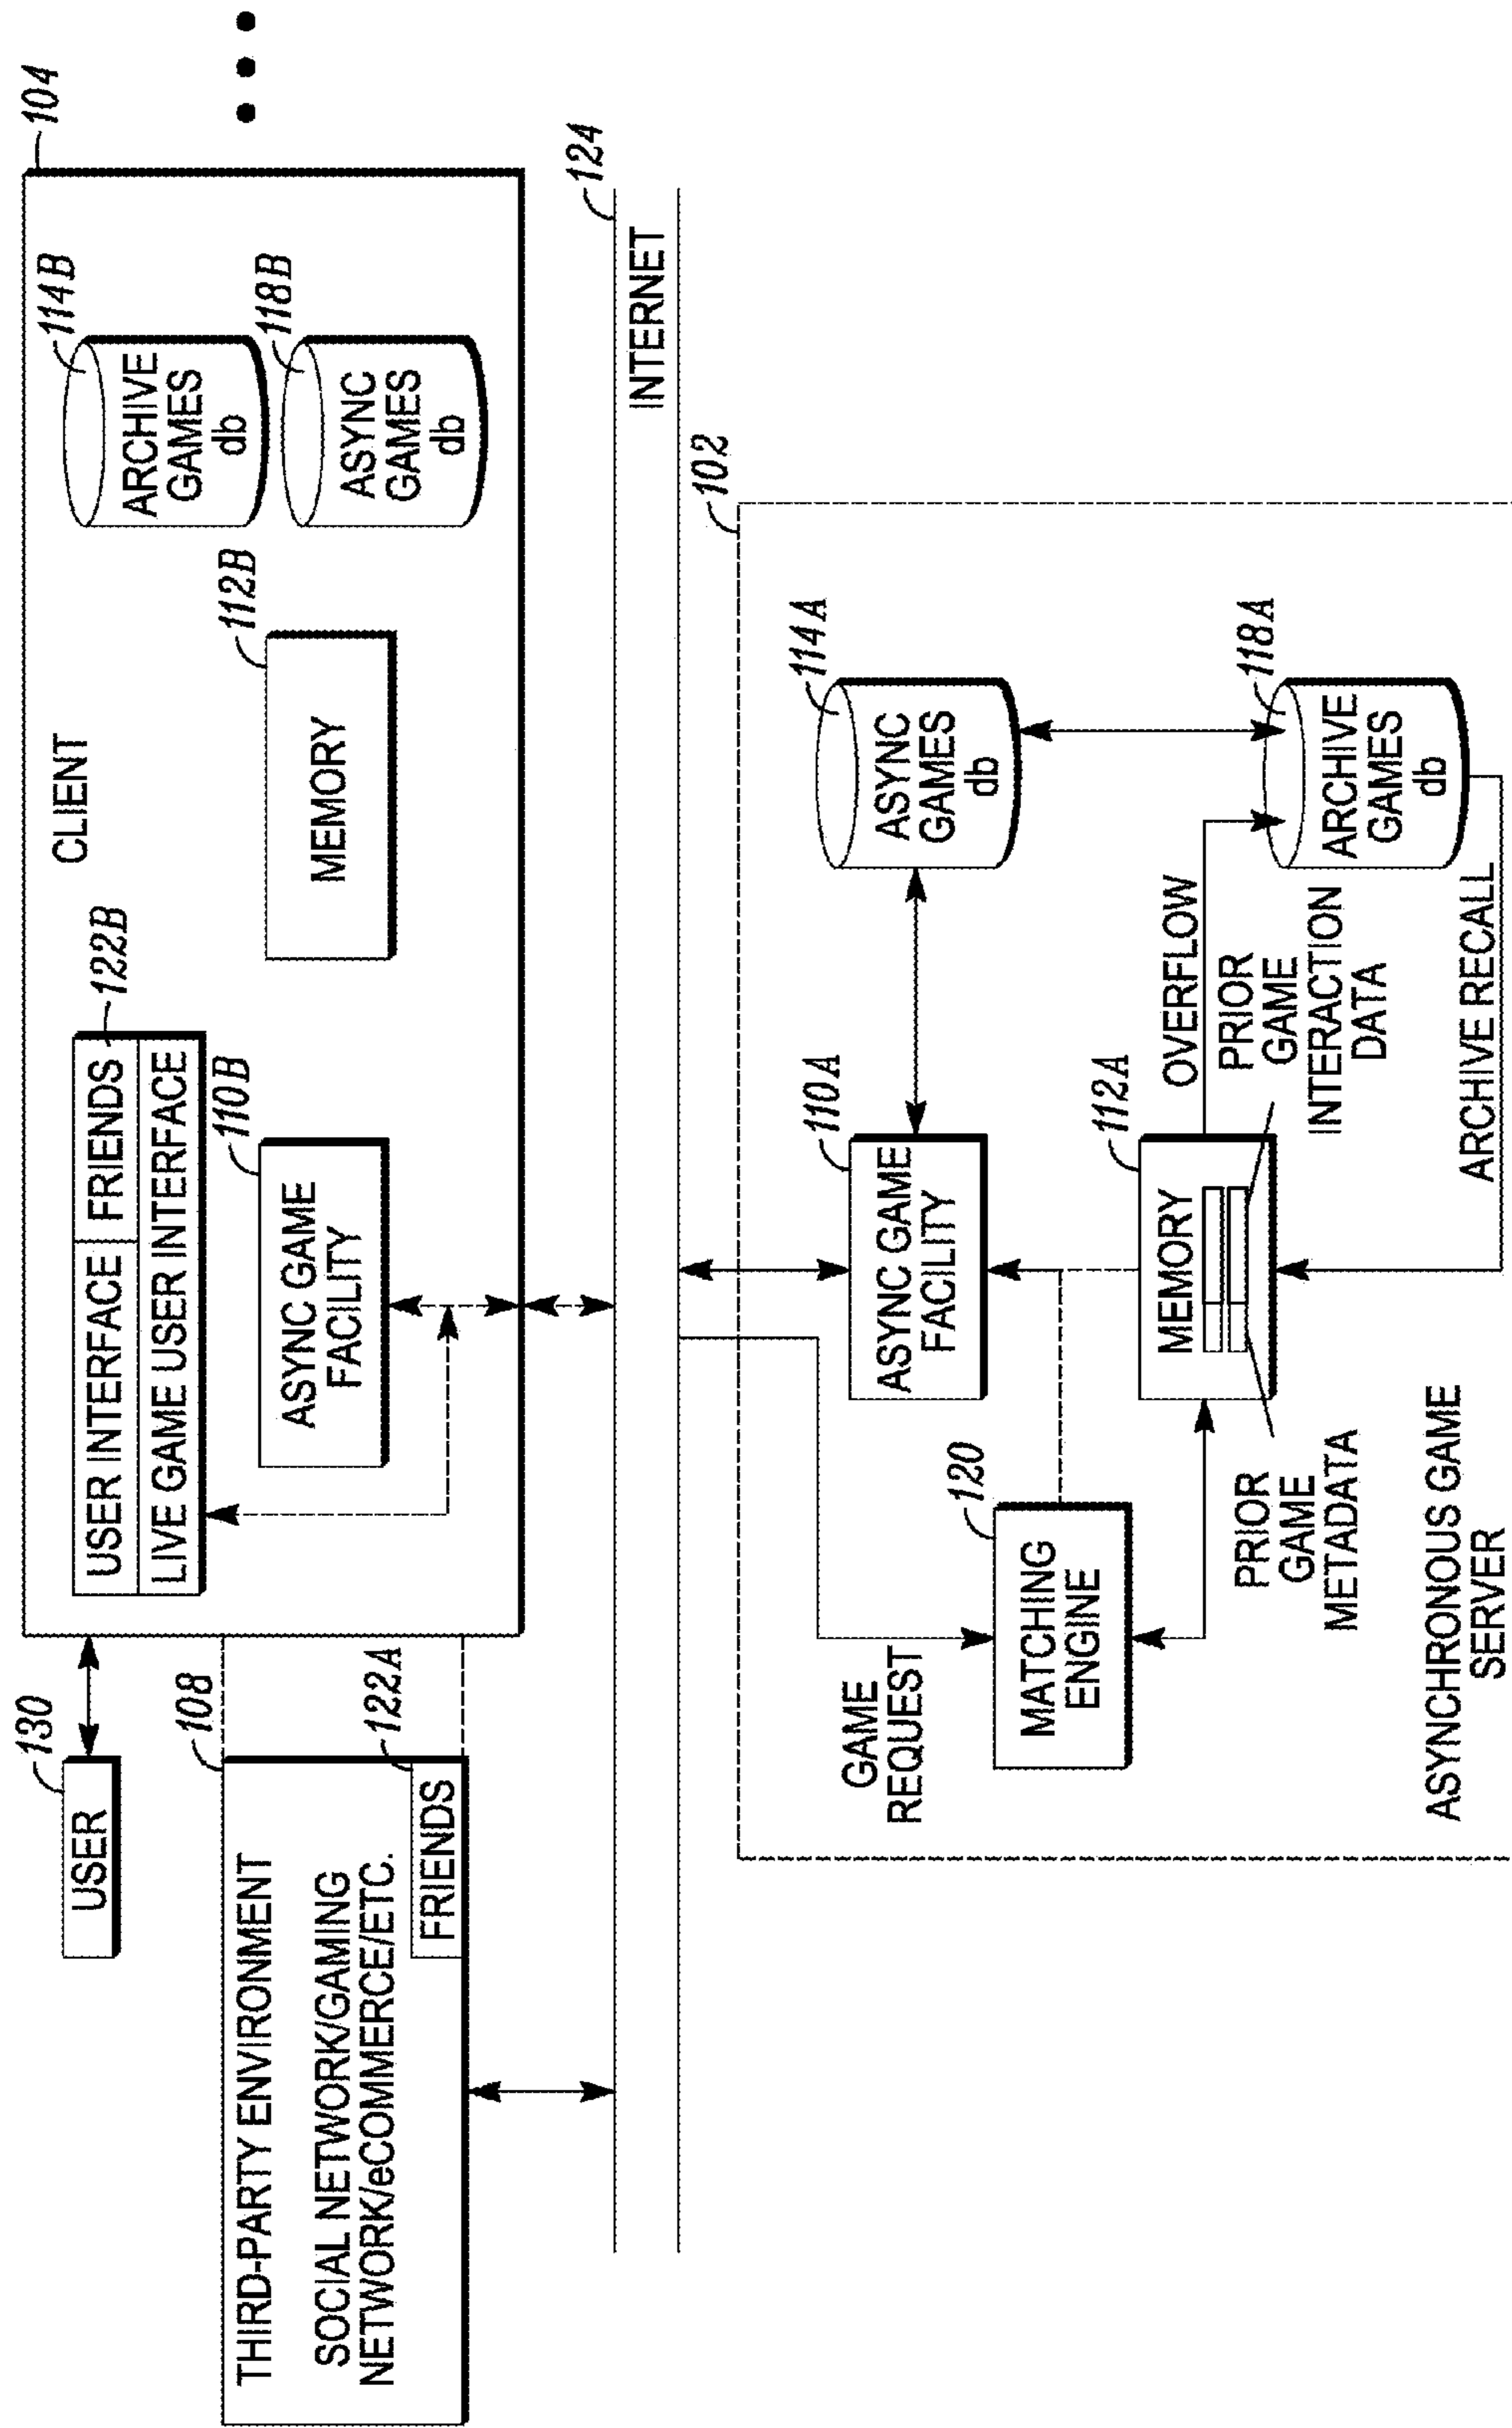 130
USER
108
THIRD-PARTY ENVIRONMENT
SOCIAL NETWORK/GAMING
NETWORK/eCOMMERCE/ETC.
122A
FRIENDS
104
CLIENT
122B
USER INTERFACE
FRIENDS
LIVE GAME USER INTERFACE
110B
ASYNC GAME
FACILITY
112B
MEMORY
114B
ARCHIVE
GAMES
db
118B
ASYNC
GAMES
db
124
INTERNET
102
GAME
REQUEST
120
MATCHING
ENGINE
110A
ASYNC GAME
FACILITY
114A
ASYNC
GAMES
db
112A
MEMORY
OVERFLOW
118A
ARCHIVE
GAMES
db
PRIOR
GAME
METADATA
PRIOR
GAME
INTERACTION
DATA
ARCHIVE RECALL
ASYNCHRONOUS GAME
SERVER